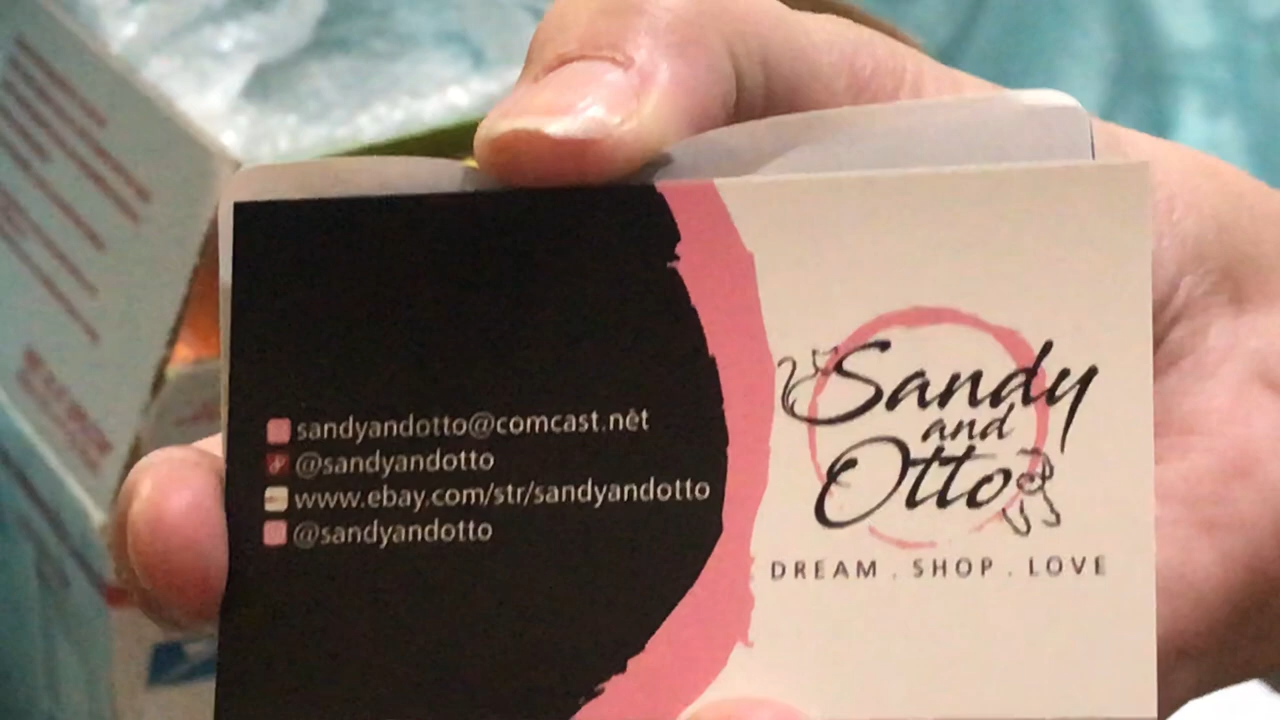 sandyandotto@comcast.net
@sandyandotto
www.ebay.com/str/sandyandotto
@sandyandotto
Sandy
and
Otto
DREAM . SHOP . LOVE